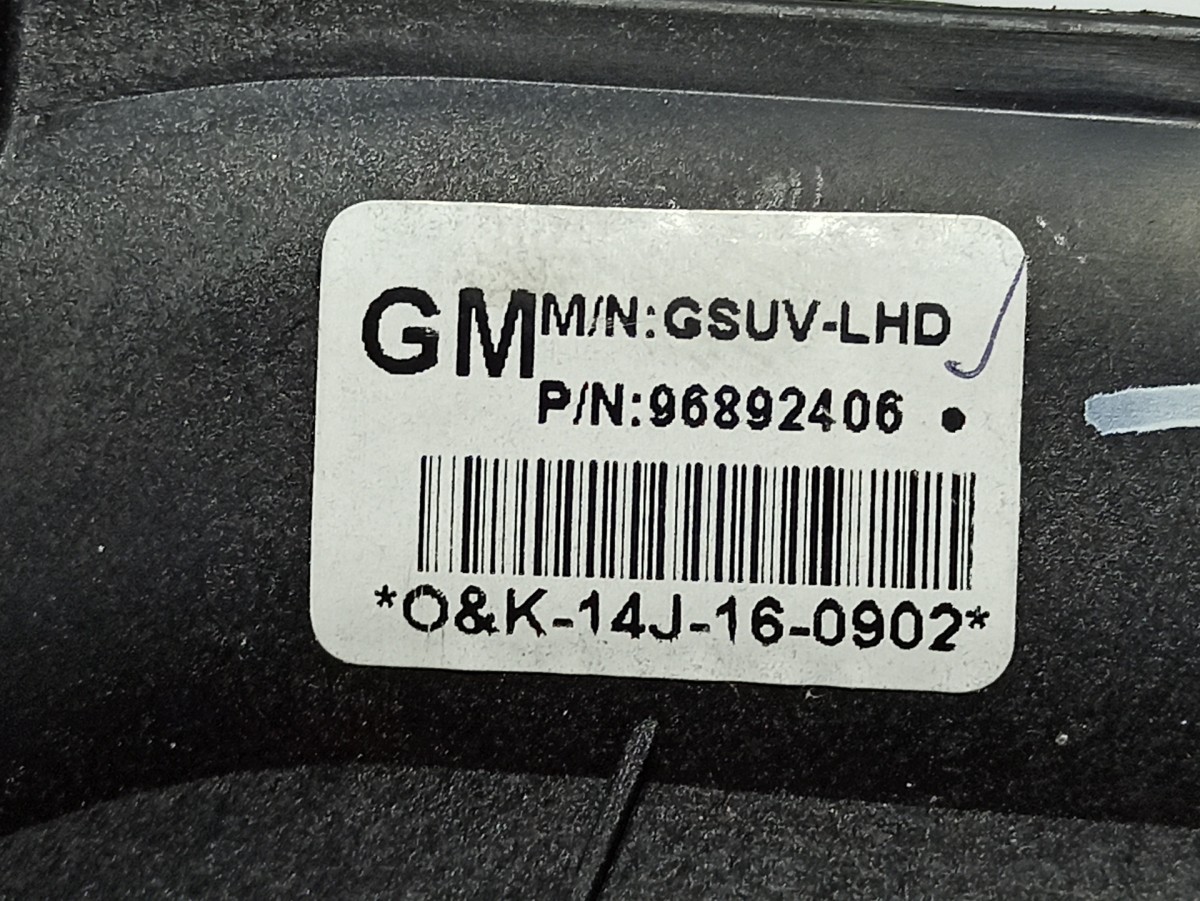 GM M/N:GSUV-LHD
P/N:96892406 •
*O&K-14J-16-0902*